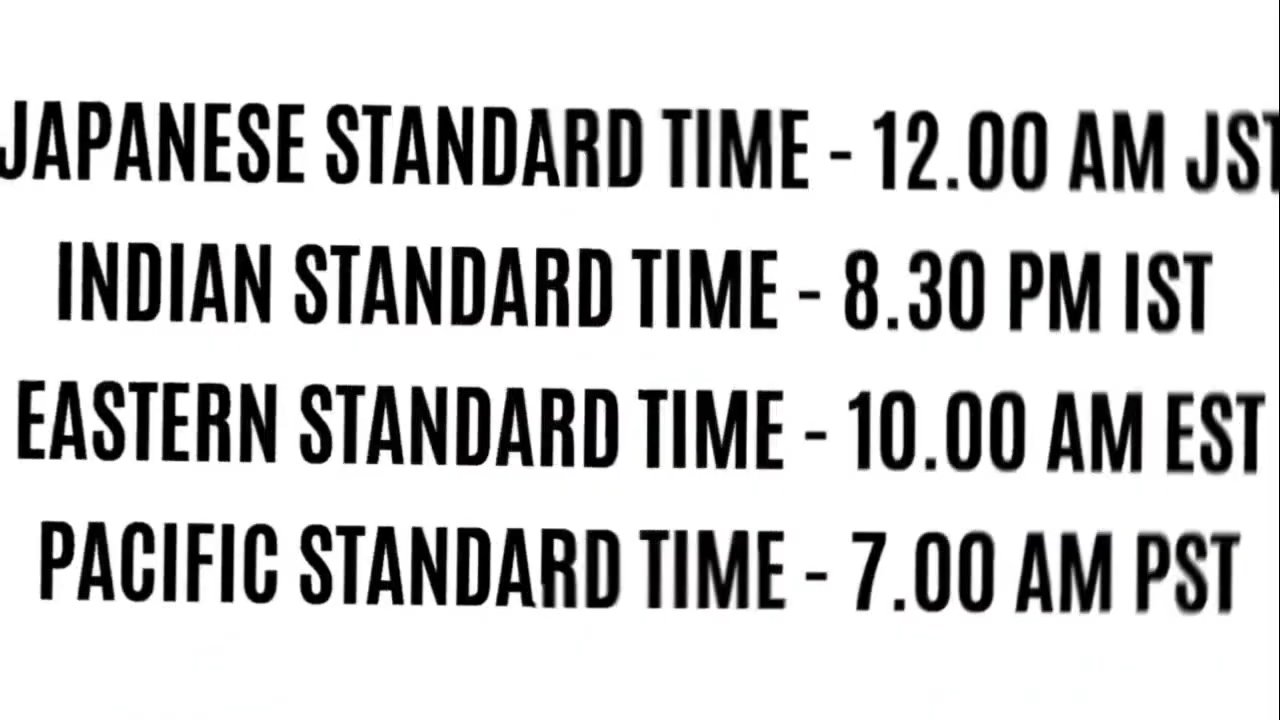 JAPANESE STANDARD TIME - 12.00 AM JST
INDIAN STANDARD TIME - 8.30 PM IST
EASTERN STANDARD TIME - 10.00 AM EST
PACIFIC STANDARD TIME - 7.00 AM PST